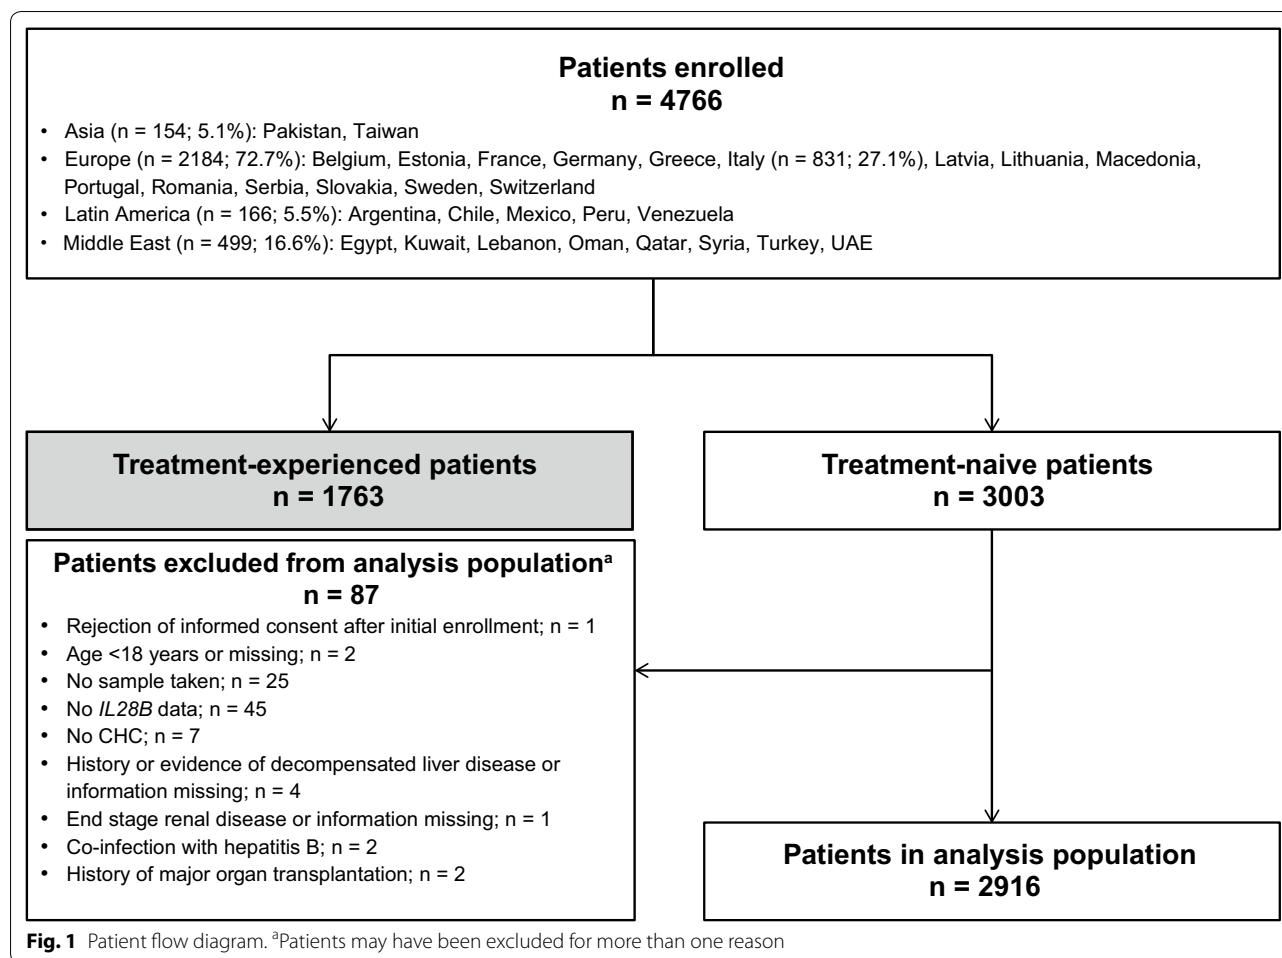 Patients enrolled
n = 4766
• Asia (n = 154; 5.1%): Pakistan, Taiwan
• Europe (n = 2184; 72.7%): Belgium, Estonia, France, Germany, Greece, Italy (n = 831; 27.1%), Latvia, Lithuania, Macedonia,
Portugal, Romania, Serbia, Slovakia, Sweden, Switzerland
• Latin America (n = 166; 5.5%): Argentina, Chile, Mexico, Peru, Venezuela
• Middle East (n = 499; 16.6%): Egypt, Kuwait, Lebanon, Oman, Qatar, Syria, Turkey, UAE
Treatment-experienced patients
n = 1763
Treatment-naive patients
n = 3003
Patients excluded from analysis populationᵃ
n = 87
• Rejection of informed consent after initial enrollment; n = 1
• Age <18 years or missing; n = 2
• No sample taken; n = 25
• No IL28B data; n = 45
• No CHC; n = 7
• History or evidence of decompensated liver disease or
information missing; n = 4
• End stage renal disease or information missing; n = 1
• Co-infection with hepatitis B; n = 2
• History of major organ transplantation; n = 2
Patients in analysis population
n = 2916
Fig. 1 Patient flow diagram. ᵃPatients may have been excluded for more than one reason